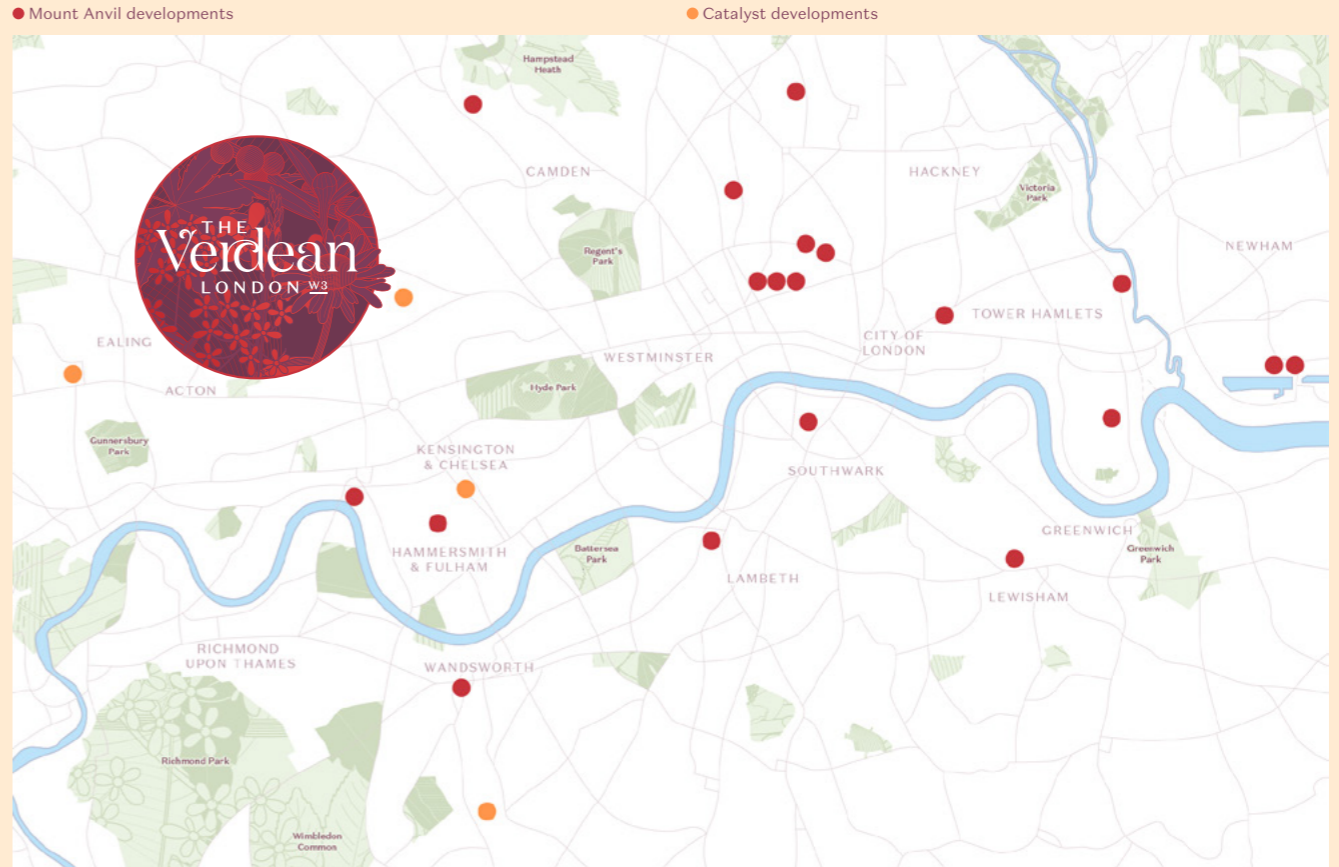 Mount Anvil developments
Catalyst developments
Hampstead
Heath
CAMDEN
HACKNEY
Victoria
Park
THE
Verdean
LONDON W3
Regent's
Park
NEWHAM
EALING
ACTON
WESTMINSTER
CITY OF
LONDON
TOWER HAMLETS
Hyde Park
Gunnersbury
Park
KENSINGTON
& CHELSEA
SOUTHWARK
HAMMERSMITH
& FULHAM
Battersea
Park
GREENWICH
Greenwich
Park
LAMBETH
LEWISHAM
RICHMOND
UPON THAMES
WANDSWORTH
Richmond Park
Wimbledon
Common